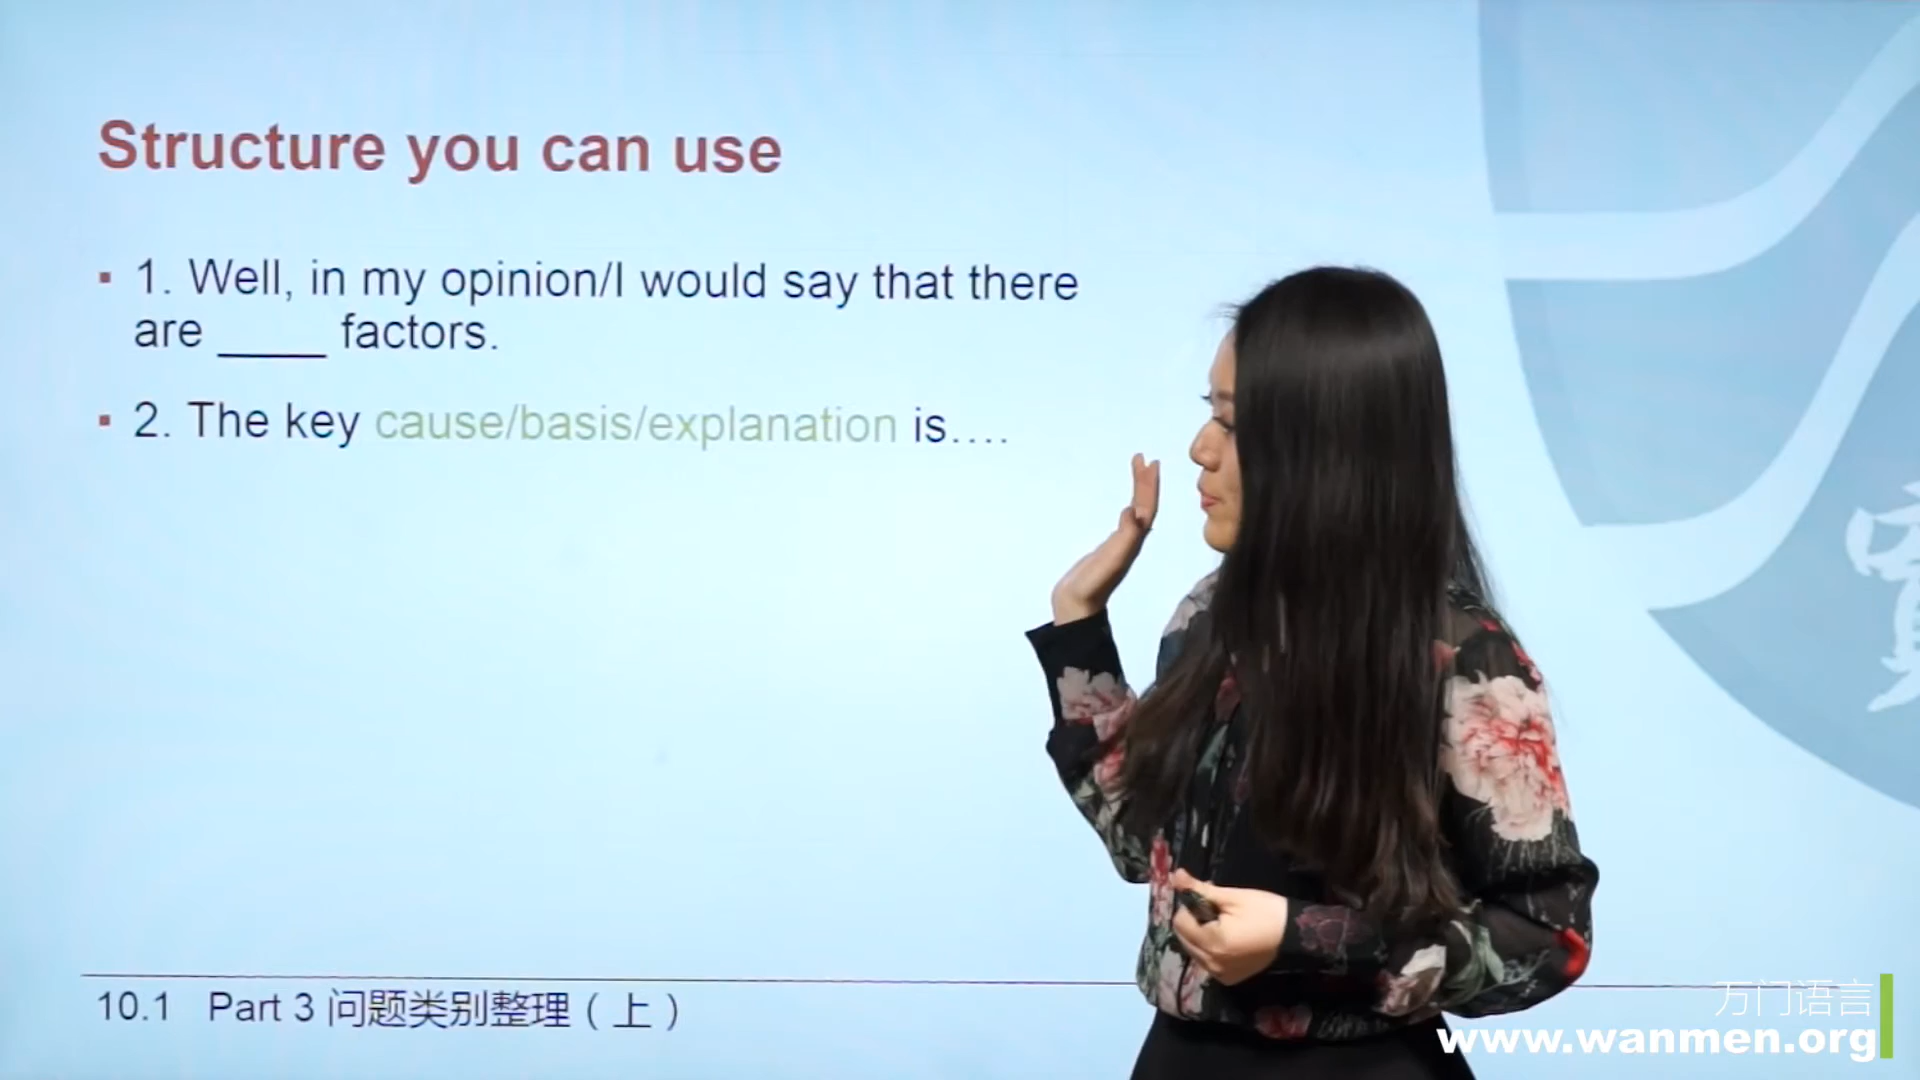 Structure you can use
1. Well, in my opinion/I would say that there
are ____ factors.
2. The key cause/basis/explanation is....
10.1 Part 3 问题类别整理（上）
万门语言
www.wanmen.org